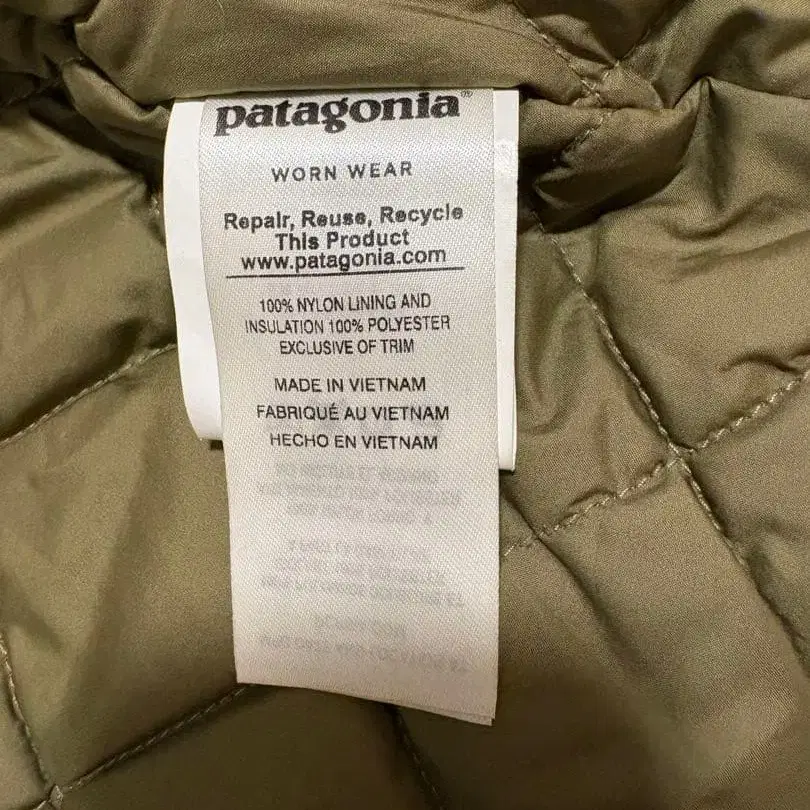 patagonia®
WORN WEAR
Repair, Reuse, Recycle
This Product
www.patagonia.com
100% NYLON LINING AND
INSULATION 100% POLYESTER
EXCLUSIVE OF TRIM
MADE IN VIETNAM
FABRIQUÉ AU VIETNAM
HECHO EN VIETNAM